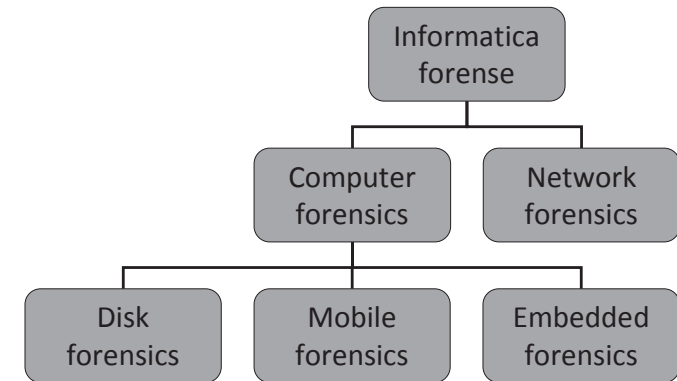 Informatica
forense
Computer
forensics
Network
forensics
Disk
forensics
Mobile
forensics
Embedded
forensics